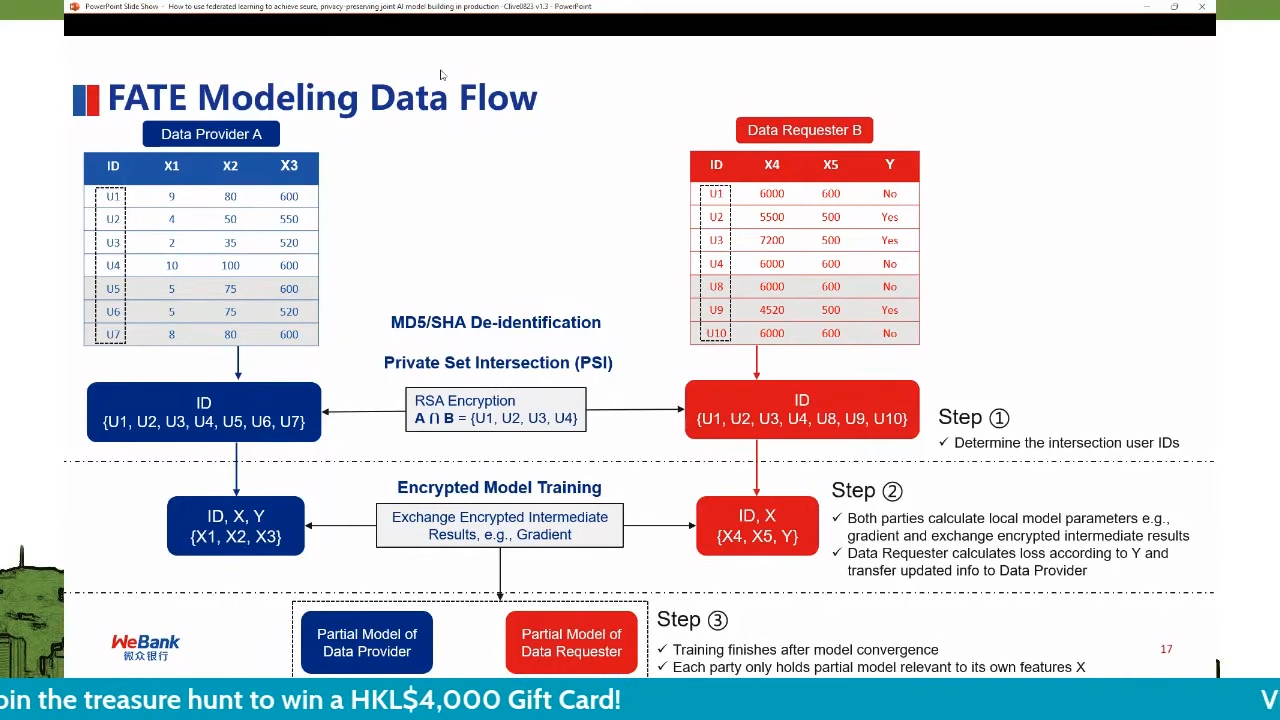 PowerPoint Slide Show - How to use federated learning to achieve seure, privacy-preserving joint AI model building in production -Clive0823 v1.3 - PowerPoint
FATE Modeling Data Flow
Data Provider A
ID X1 X2 X3
U1 9 80 600
U2 4 50 550
U3 2 35 520
U4 10 100 600
U5 5 75 600
U6 5 75 520
U7 8 80 600
Data Requester B
ID X4 X5 Y
U1 6000 600 No
U2 5500 500 Yes
U3 7200 500 Yes
U4 6000 600 No
U8 6000 600 No
U9 4520 500 Yes
U10 6000 600 No
MD5/SHA De-identification
Private Set Intersection (PSI)
ID
{U1, U2, U3, U4, U5, U6, U7}
RSA Encryption
A ∩ B = {U1, U2, U3, U4}
ID
{U1, U2, U3, U4, U8, U9, U10}
Step ①
✓ Determine the intersection user IDs
Encrypted Model Training
ID, X, Y
{X1, X2, X3}
Exchange Encrypted Intermediate
Results, e.g., Gradient
ID, X
{X4, X5, Y}
Step ②
✓ Both parties calculate local model parameters e.g.,
gradient and exchange encrypted intermediate results
✓ Data Requester calculates loss according to Y and
transfer updated info to Data Provider
Partial Model of
Data Provider
Partial Model of
Data Requester
Step ③
✓ Training finishes after model convergence
✓ Each party only holds partial model relevant to its own features X
WeBank
微众银行
17
oin the treasure hunt to win a HKL$4,000 Gift Card!
V